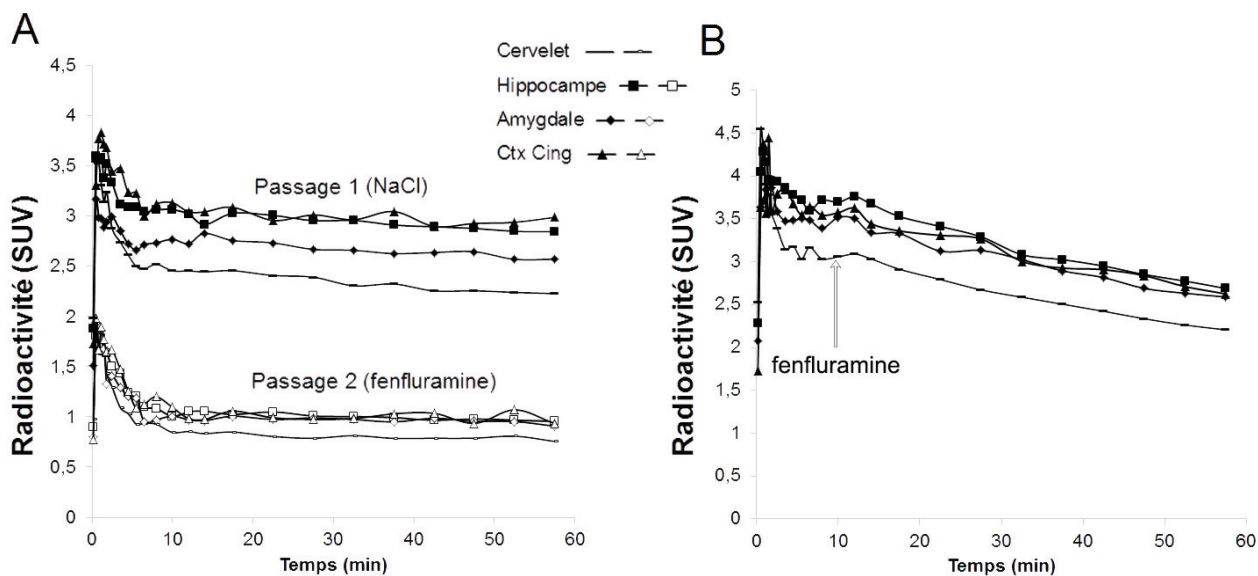 A
Radioactivité (SUV)
4,5
4
3,5
3
2,5
2
1,5
1
0,5
0
0 10 20 30 40 50 60
Temps (min)
Passage 1 (NaCl)
Passage 2 (fenfluramine)
Cervelet
Hippocampe
Amygdale
Ctx Cing
B
Radioactivité (SUV)
5
4,5
4
3,5
3
2,5
2
1,5
1
0,5
0
0 10 20 30 40 50 60
Temps (min)
fenfluramine